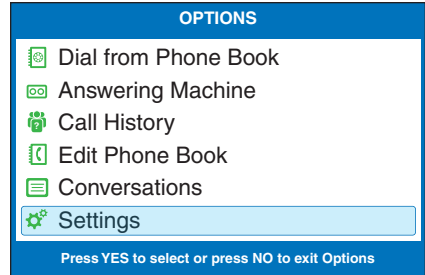 OPTIONS
Dial from Phone Book
Answering Machine
Call History
Edit Phone Book
Conversations
Settings
Press YES to select or press NO to exit Options